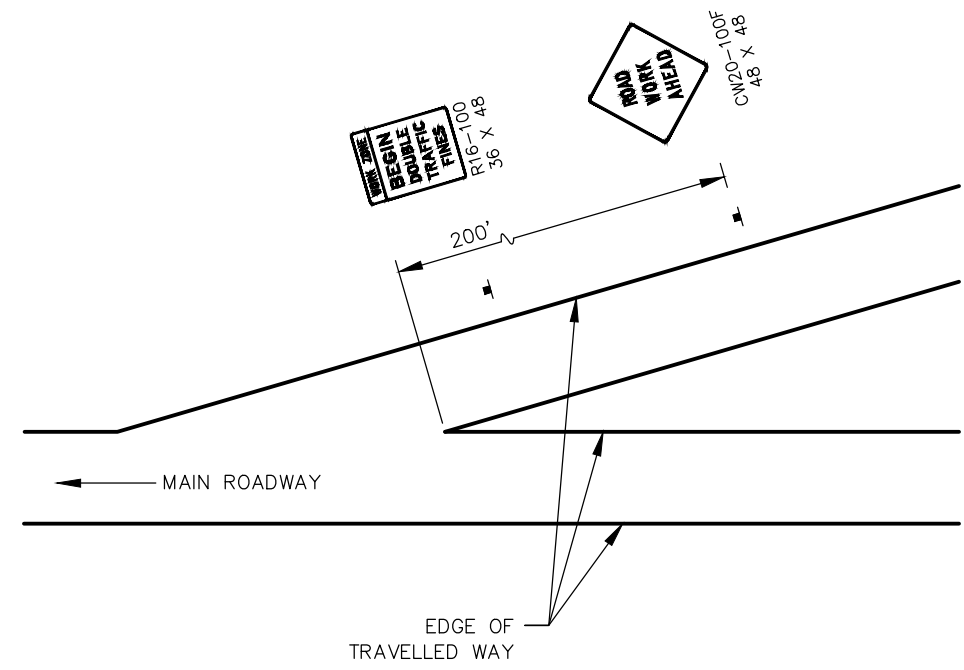 ROAD
WORK
AHEAD
CW20-100F
48 X 48
WORK ZONE
BEGIN
DOUBLE
TRAFFIC
FINES
R16-100
36 X 48
200'
MAIN ROADWAY
EDGE OF
TRAVELLED WAY